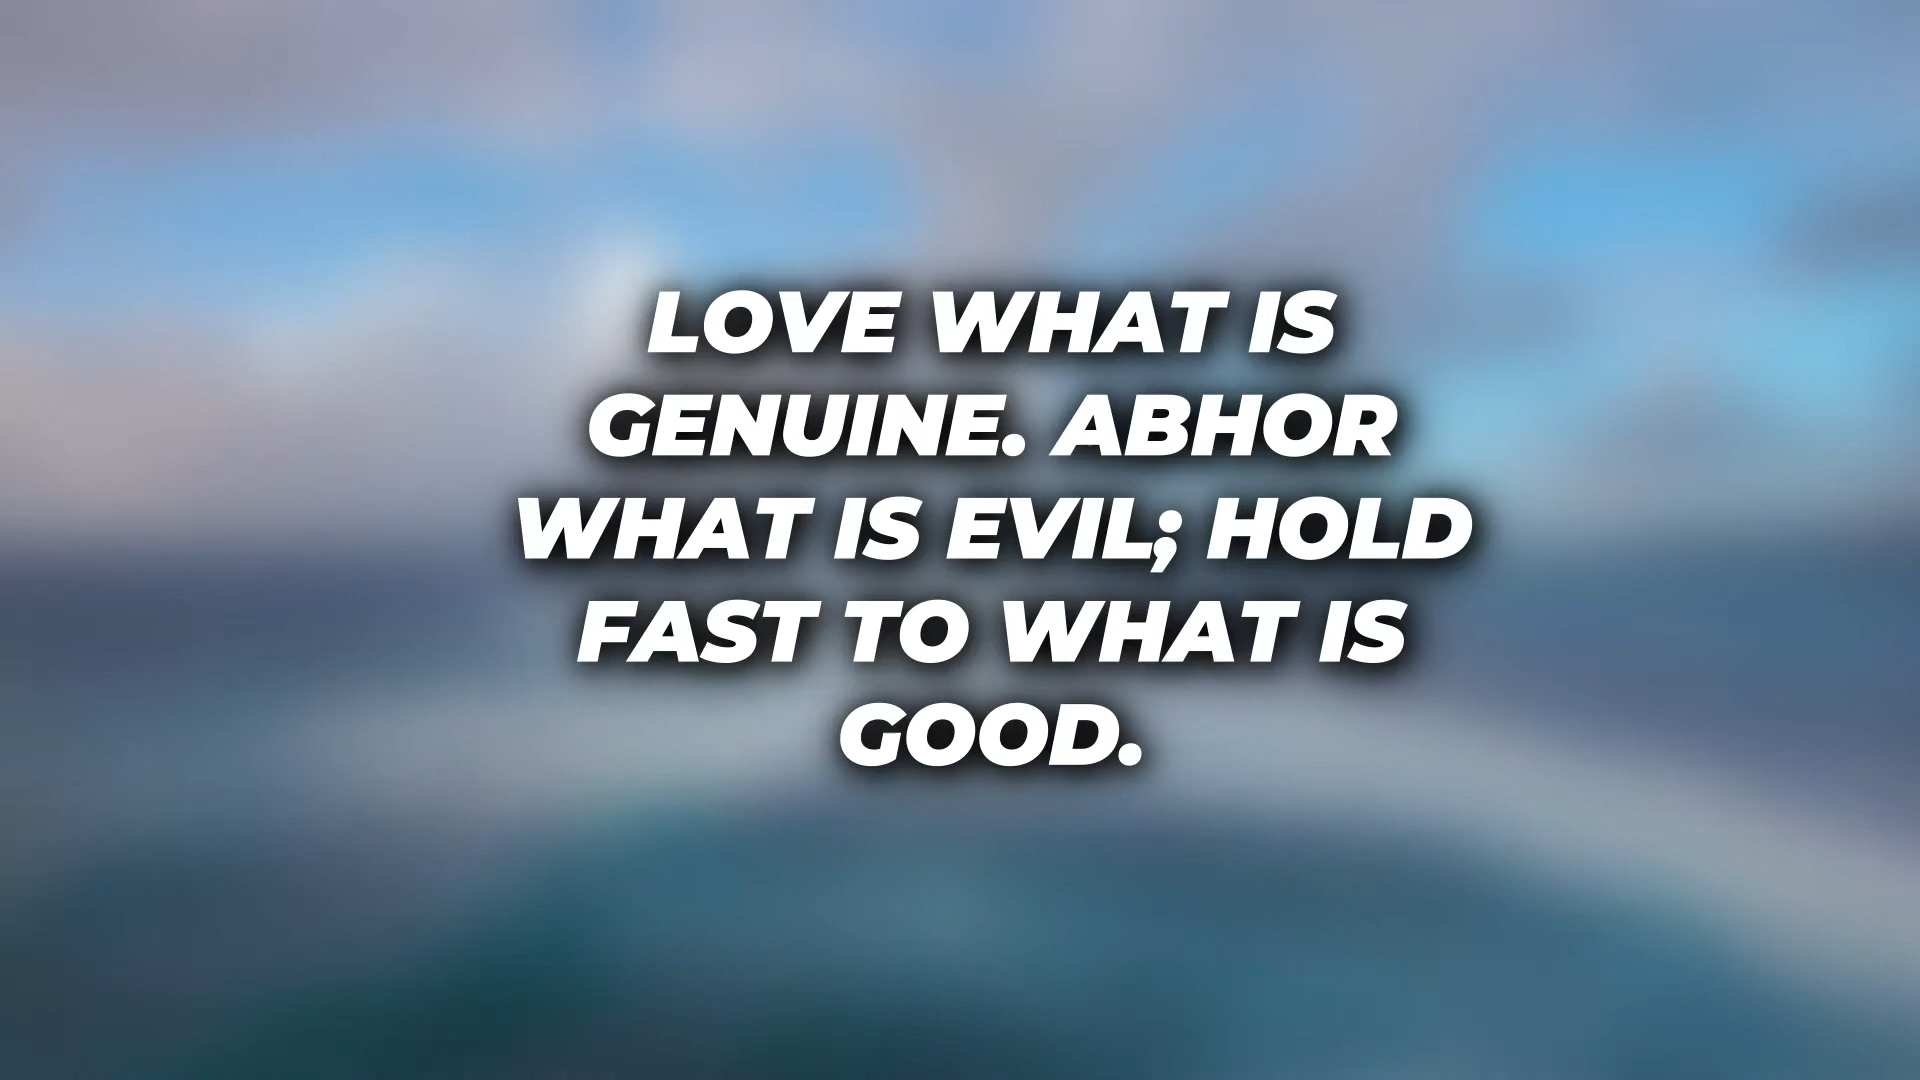 LOVE WHAT IS
GENUINE. ABHOR
WHAT IS EVIL; HOLD
FAST TO WHAT IS
GOOD.